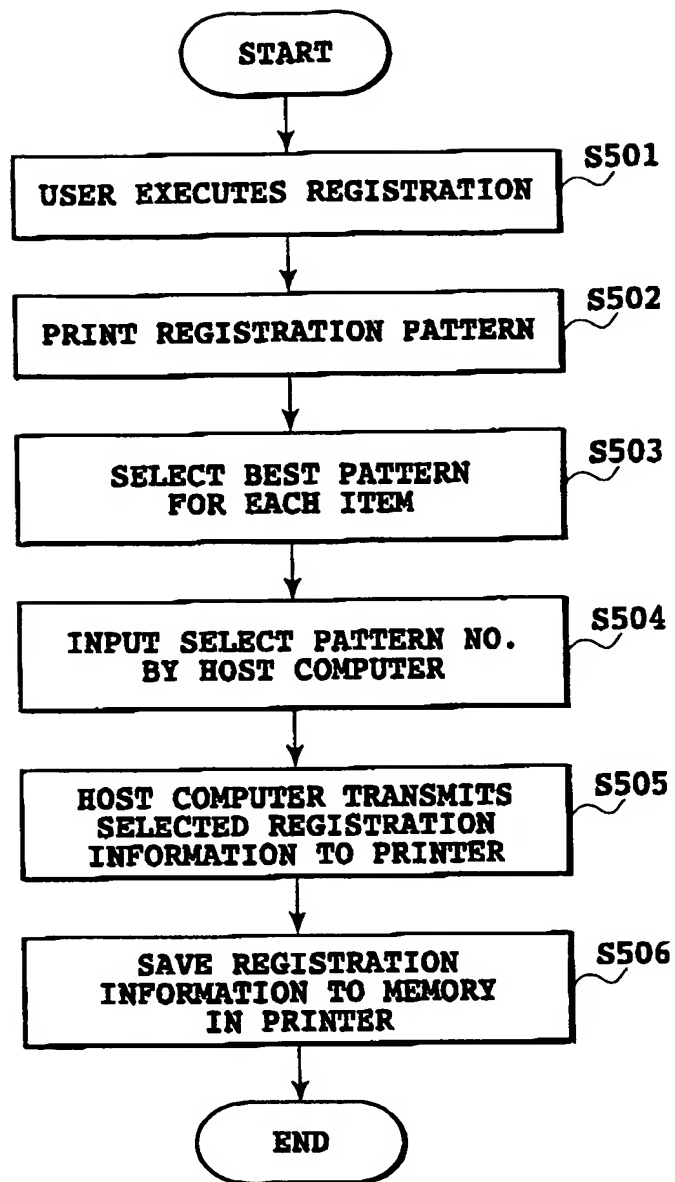 START
S501
USER EXECUTES REGISTRATION
S502
PRINT REGISTRATION PATTERN
S503
SELECT BEST PATTERN
FOR EACH ITEM
S504
INPUT SELECT PATTERN NO.
BY HOST COMPUTER
S505
HOST COMPUTER TRANSMITS
SELECTED REGISTRATION
INFORMATION TO PRINTER
S506
SAVE REGISTRATION
INFORMATION TO MEMORY
IN PRINTER
END